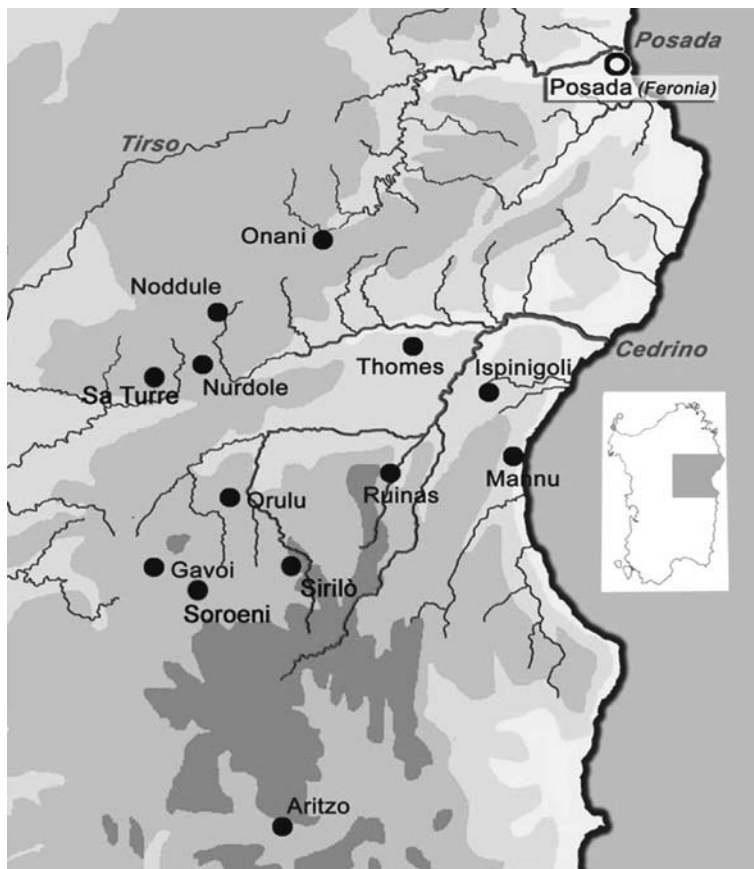 Posada
Posada (Feronia)
Tirso
Onani
Noddule
Cedrino
Thomes
Ispinigoli
Sa Turre
Nurdole
Mannu
Ruinas
Orulu
Gavoi
Sirilò
Soroeni
Aritzo